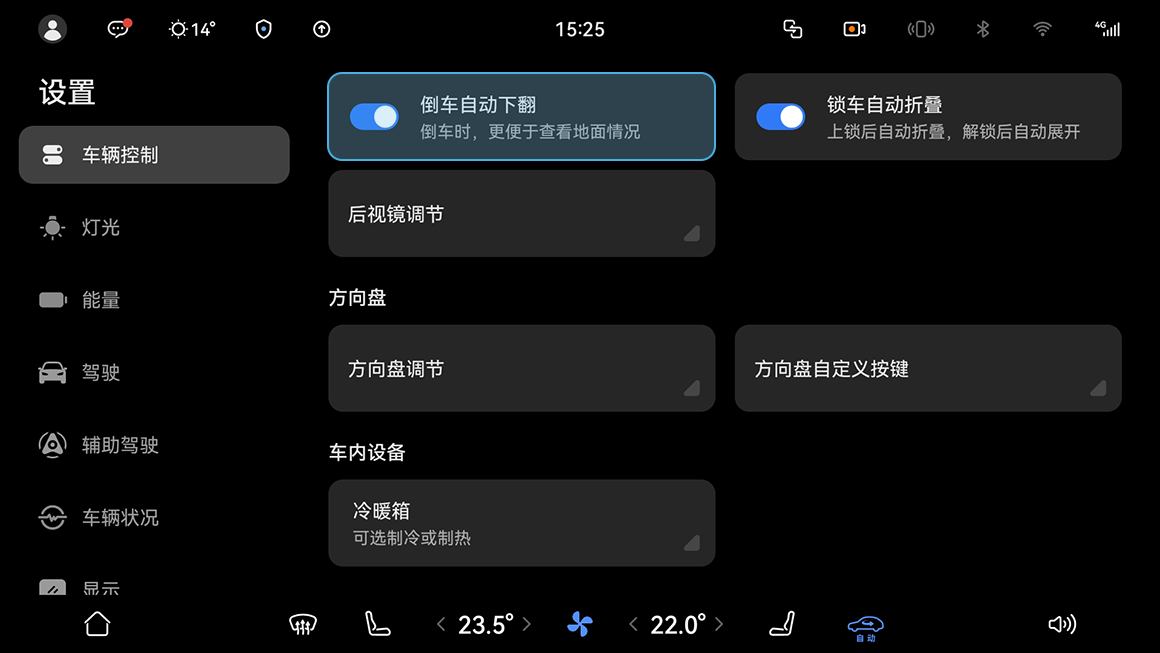 14°
15:25
4G
设置
车辆控制
灯光
能量
驾驶
辅助驾驶
车辆状况
显示
倒车自动下翻
倒车时，更便于查看地面情况
锁车自动折叠
上锁后自动折叠，解锁后自动展开
后视镜调节
方向盘
方向盘调节
方向盘自定义按键
车内设备
冷暖箱
可选制冷或制热
23.5°
22.0°
自动